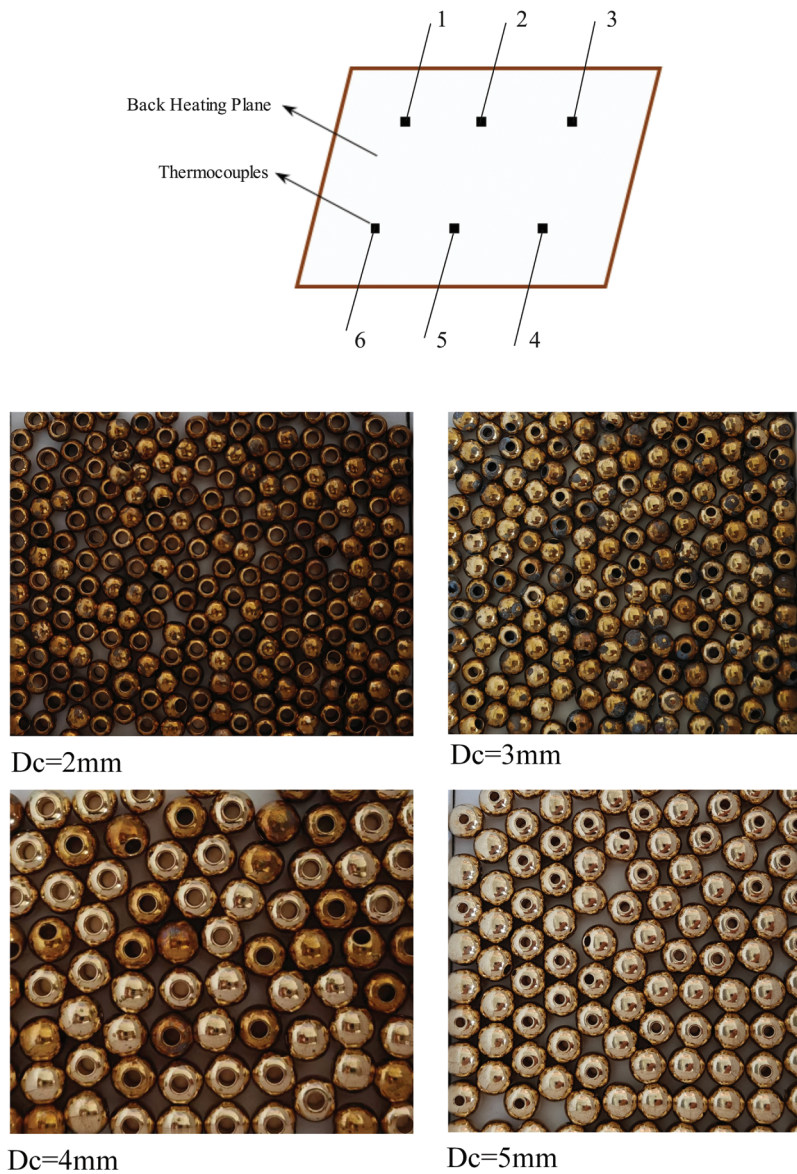 1 2 3
Back Heating Plane
Thermocouples
6 5 4
Dc=2mm
Dc=3mm
Dc=4mm
Dc=5mm